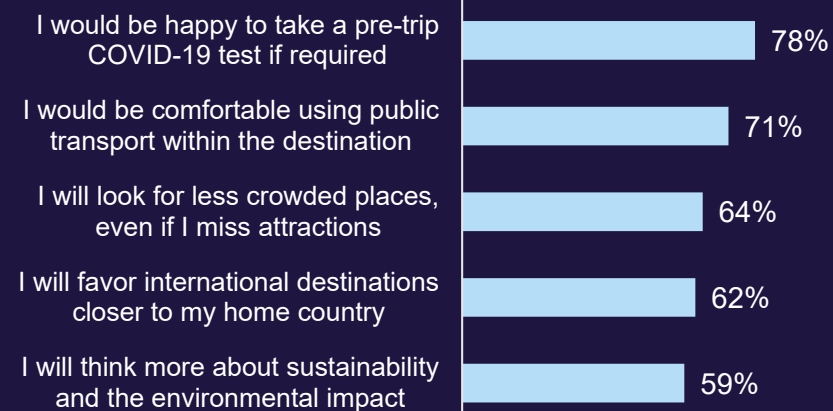 I would be happy to take a pre-trip
COVID-19 test if required
78%
I would be comfortable using public
transport within the destination
71%
I will look for less crowded places,
even if I miss attractions
64%
I will favor international destinations
closer to my home country
62%
I will think more about sustainability
and the environmental impact
59%